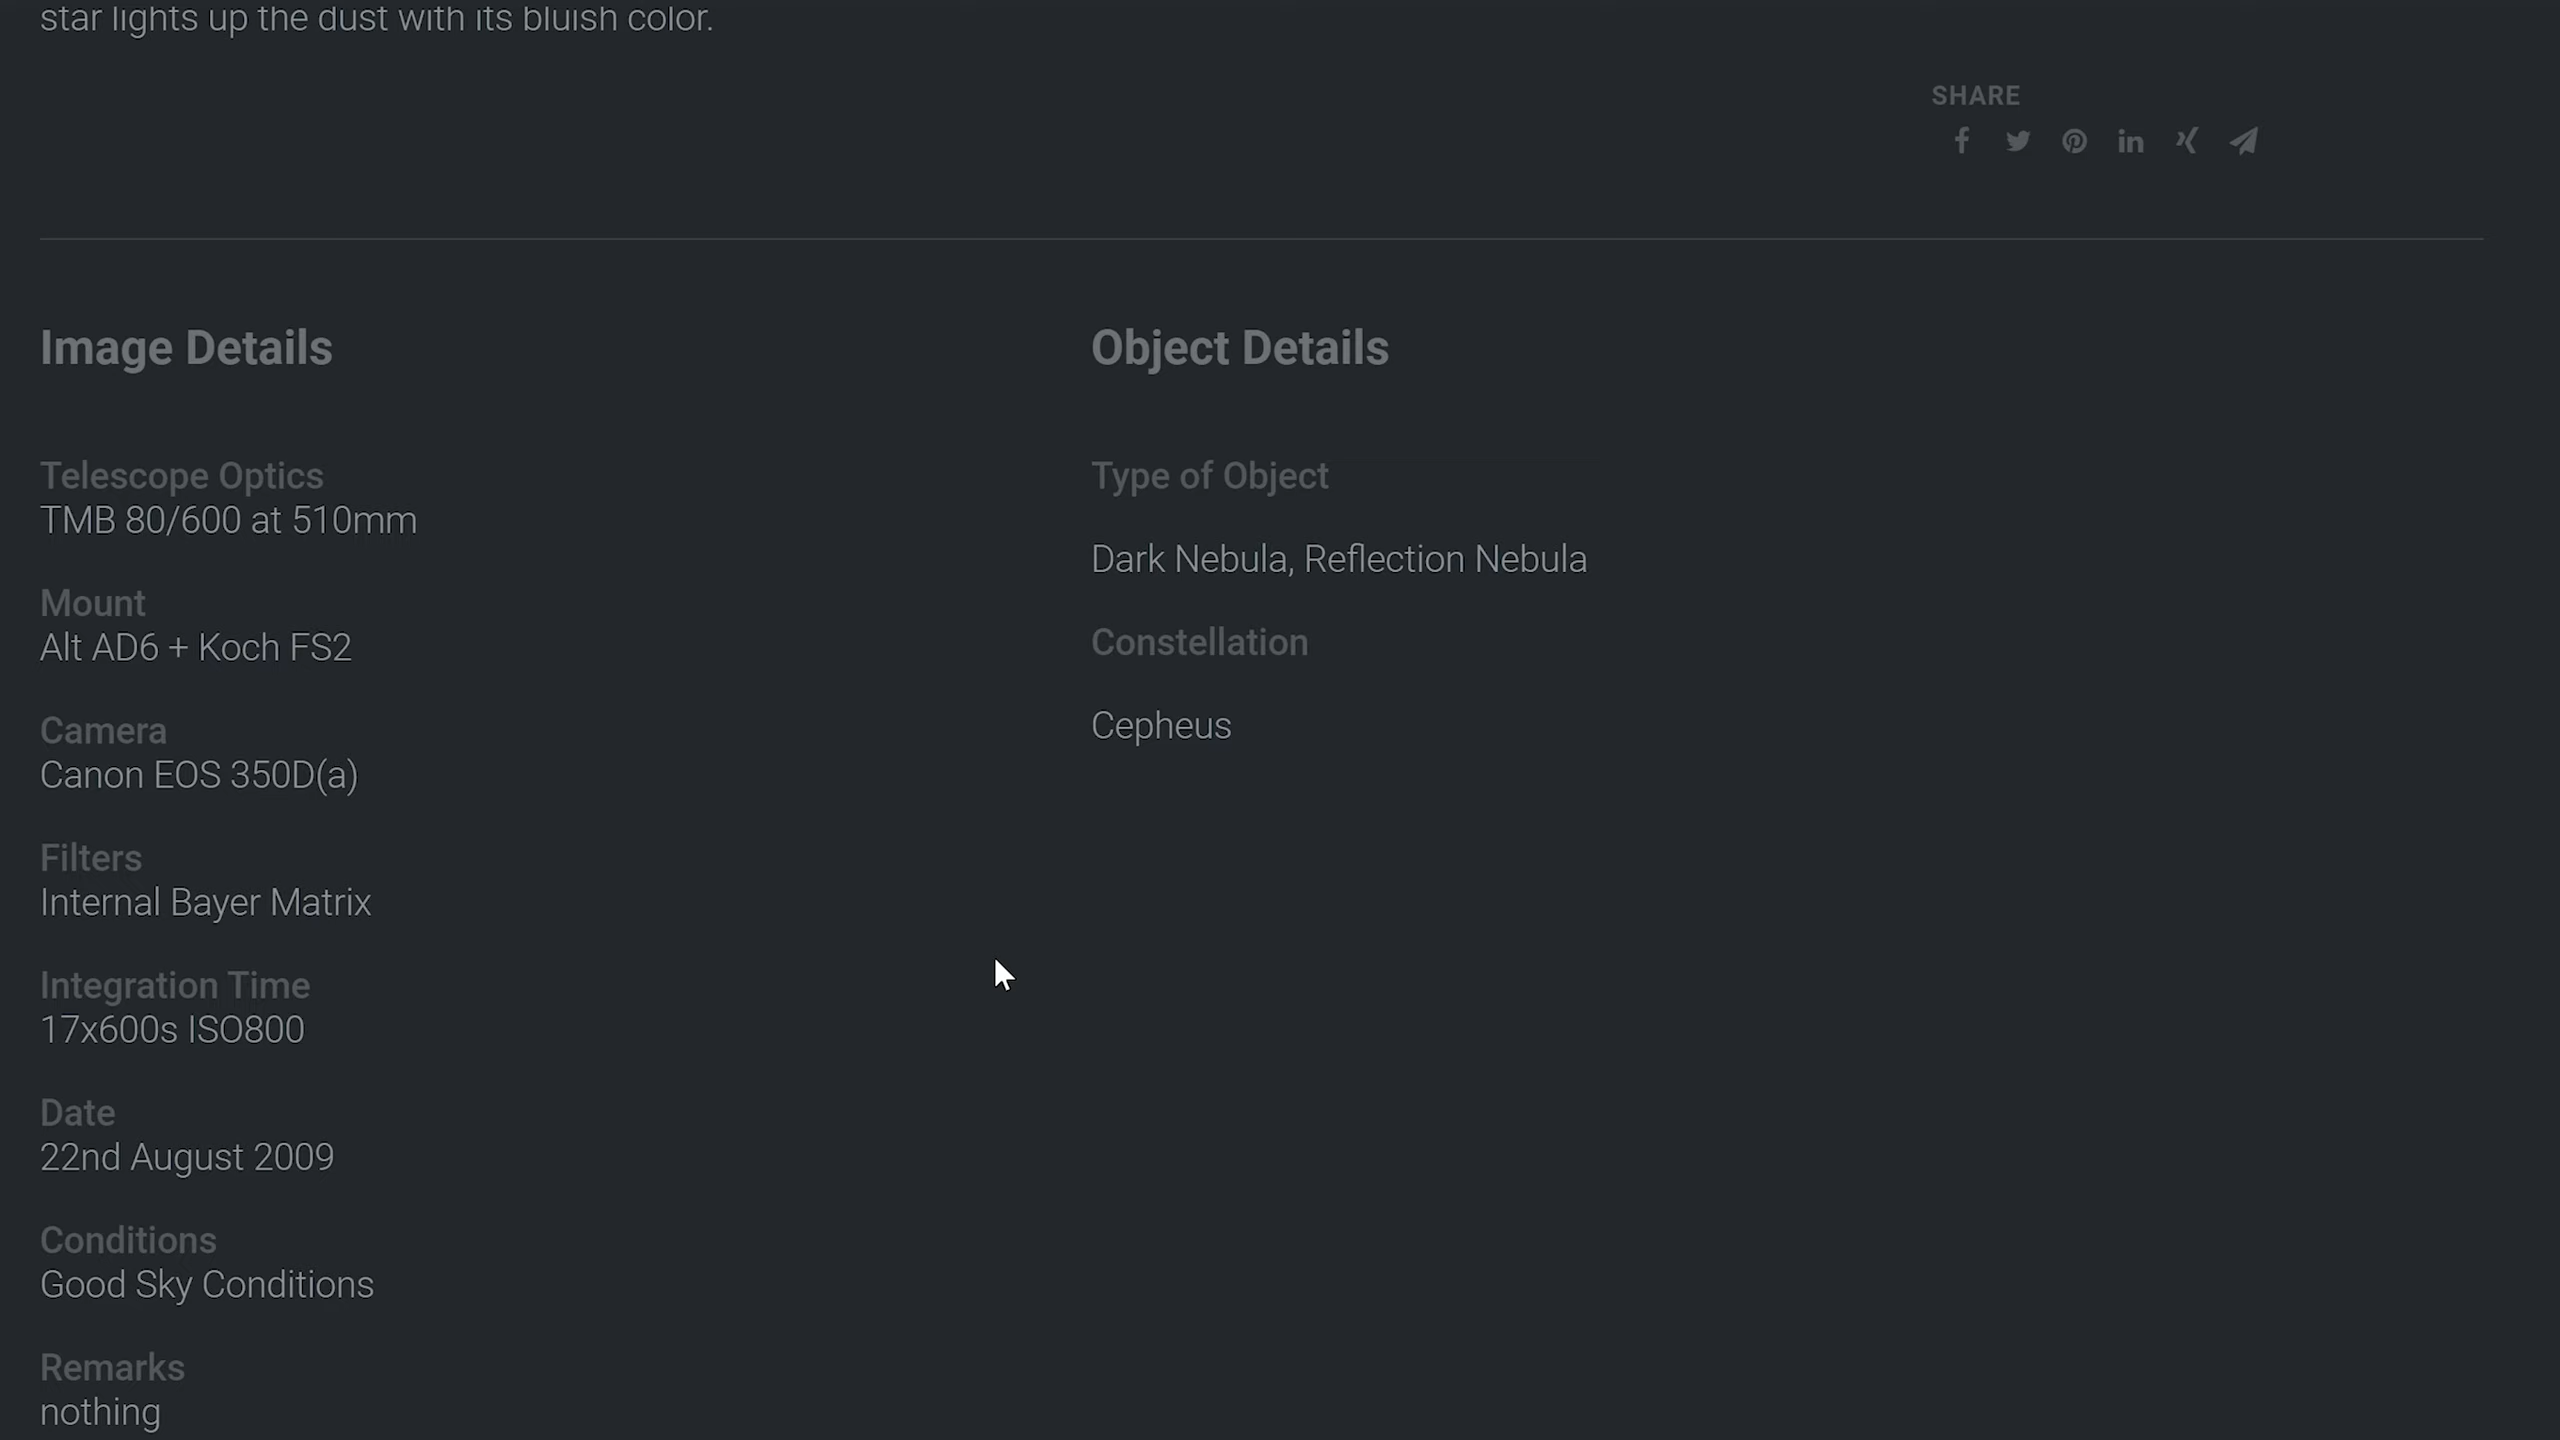 star lights up the dust with its bluish color.
SHARE
Image Details
Telescope Optics
TMB 80/600 at 510mm
Mount
Alt AD6 + Koch FS2
Camera
Canon EOS 350D(a)
Filters
Internal Bayer Matrix
Integration Time
17x600s ISO800
Date
22nd August 2009
Conditions
Good Sky Conditions
Remarks
nothing
Object Details
Type of Object
Dark Nebula, Reflection Nebula
Constellation
Cepheus